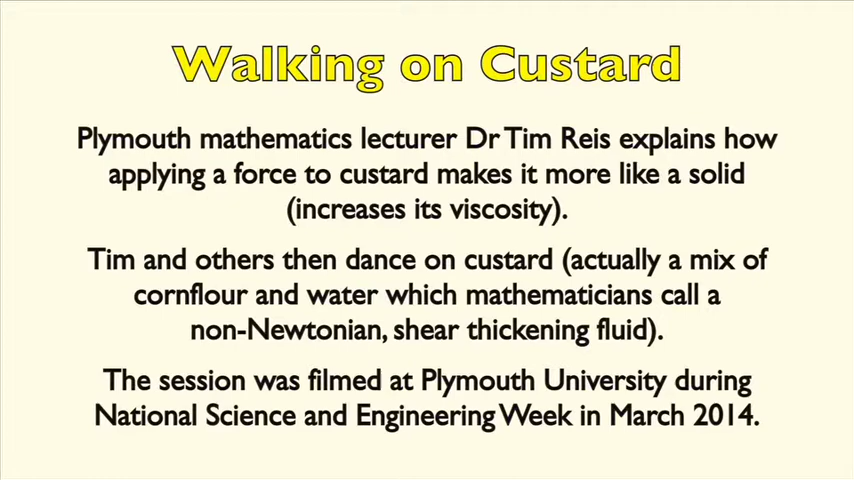 Walking on Custard
Plymouth mathematics lecturer Dr Tim Reis explains how
applying a force to custard makes it more like a solid
(increases its viscosity).
Tim and others then dance on custard (actually a mix of
cornflour and water which mathematicians call a
non-Newtonian, shear thickening fluid).
The session was filmed at Plymouth University during
National Science and Engineering Week in March 2014.